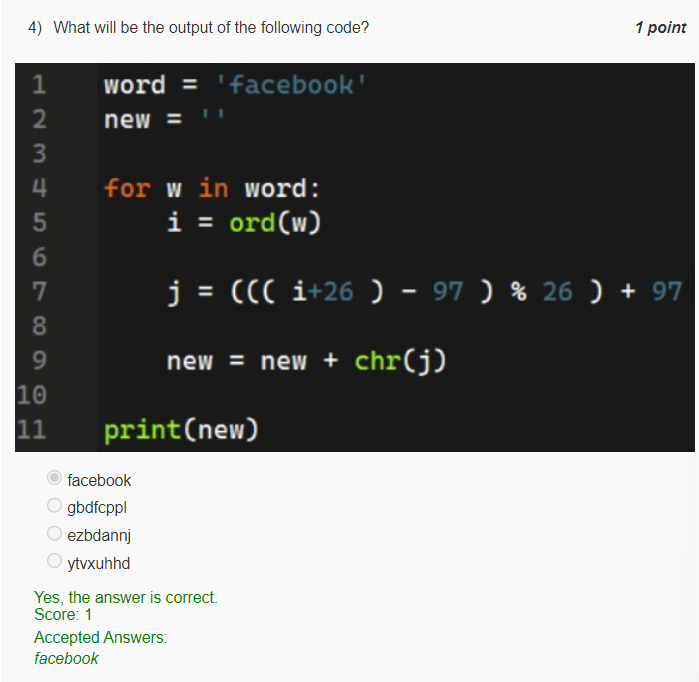 4) What will be the output of the following code? 1 point
1 word = 'facebook'
2 new = ''
3
4 for w in word:
5 i = ord(w)
6
7 j = ((( i+26 ) - 97 ) % 26 ) + 97
8
9 new = new + chr(j)
10
11 print(new)
facebook
gbdfcppl
ezbdannj
ytvxuhhd
Yes, the answer is correct.
Score: 1
Accepted Answers:
facebook